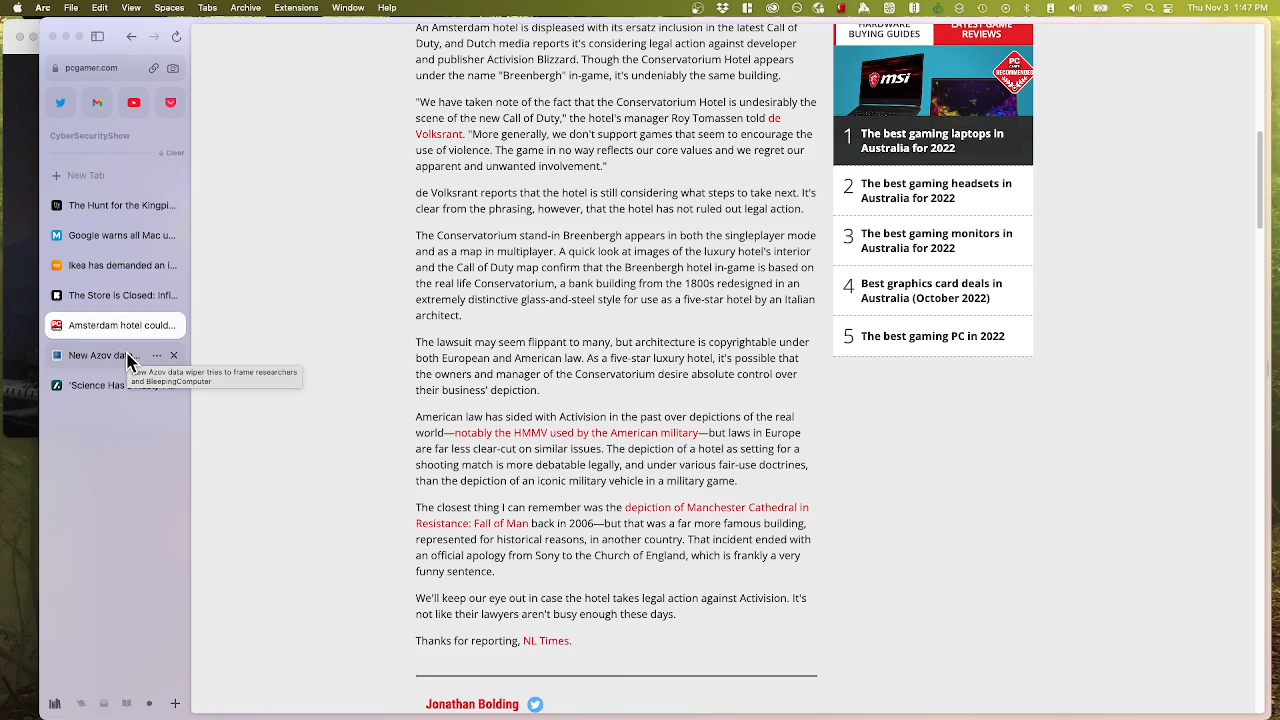 Arc File Edit View Spaces Tabs Archive Extensions Window Help Thu Nov 3 1:47 PM
pcgamer.com
CyberSecurityShow
↓ Clear
+ New Tab
The Hunt for the Kingpi...
Google warns all Mac u...
Ikea has demanded an i...
The Store is Closed: Infi...
Amsterdam hotel could...
New Azov da
New Azov data wiper tries to frame researchers
and BleepingComputer
'Science Has
An Amsterdam hotel is displeased with its ersatz inclusion in the latest Call of
Duty, and Dutch media reports it's considering legal action against developer
and publisher Activision Blizzard. Though the Conservatorium Hotel appears
under the name "Breenbergh" in-game, it's undeniably the same building.
"We have taken note of the fact that the Conservatorium Hotel is undesirably the
scene of the new Call of Duty," the hotel's manager Roy Tomassen told de
Volksrant. "More generally, we don't support games that seem to encourage the
use of violence. The game in no way reflects our core values and we regret our
apparent and unwanted involvement."
de Volksrant reports that the hotel is still considering what steps to take next. It's
clear from the phrasing, however, that the hotel has not ruled out legal action.
The Conservatorium stand-in Breenbergh appears in both the singleplayer mode
and as a map in multiplayer. A quick look at images of the luxury hotel's interior
and the Call of Duty map confirm that the Breenbergh hotel in-game is based on
the real life Conservatorium, a bank building from the 1800s redesigned in an
extremely distinctive glass-and-steel style for use as a five-star hotel by an Italian
architect.
The lawsuit may seem flippant to many, but architecture is copyrightable under
both European and American law. As a five-star luxury hotel, it's possible that
the owners and management of the Conservatorium desire absolute control over
their business' depiction.
American law has sided with Activision in the past over depictions of the real
world—notably the HMMV used by the American military—but laws in Europe
are far less clear-cut on similar issues. The depiction of a hotel as setting for a
shooting match is more debatable legally, and under various fair-use doctrines,
than the depiction of an iconic military vehicle in a military game.
The closest thing I can remember was the depiction of Manchester Cathedral in
Resistance: Fall of Man back in 2006—but that was a far more famous building,
represented for historical reasons, in another country. That incident ended with
an official apology from Sony to the Church of England, which is frankly a very
funny sentence.
We'll keep our eye out in case the hotel takes legal action against Activision. It's
not like their lawyers aren't busy enough these days.
Thanks for reporting, NL Times.
Jonathan Bolding
HARDWARE
BUYING GUIDES
LATEST GAME
REVIEWS
msi
PC
GAMER
RECOMMENDED
1 The best gaming laptops in
Australia for 2022
2 The best gaming headsets in
Australia for 2022
3 The best gaming monitors in
Australia for 2022
4 Best graphics card deals in
Australia (October 2022)
5 The best gaming PC in 2022